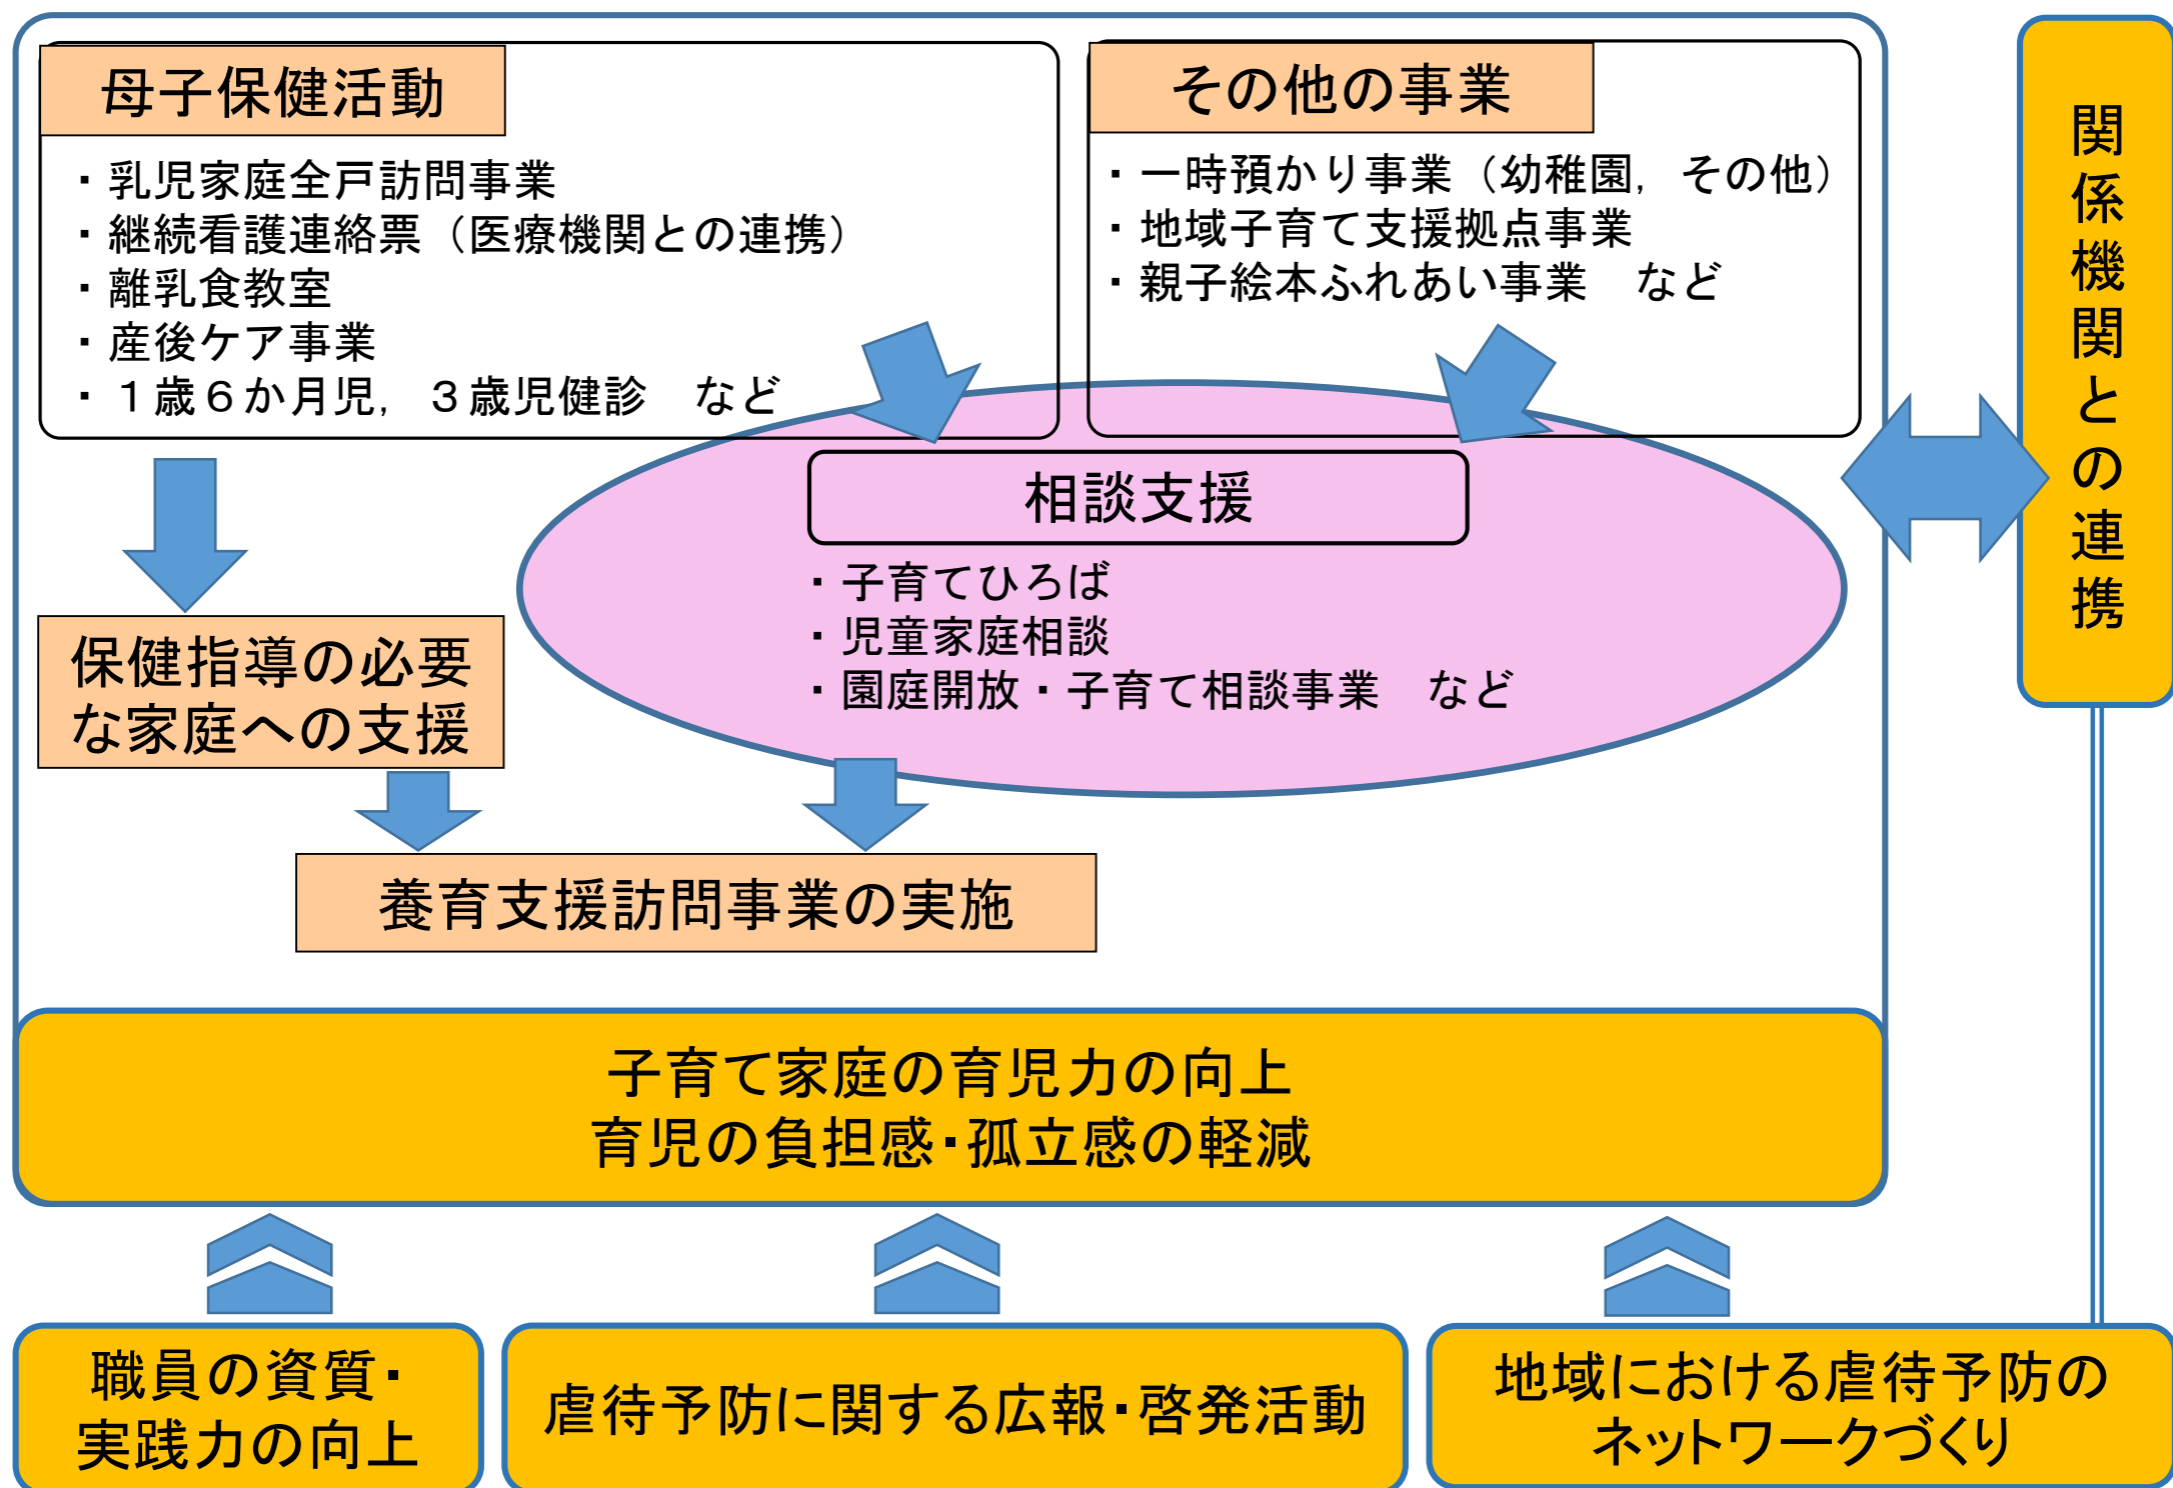 母子保健活動
・乳児家庭全戸訪問事業
・継続看護連絡票（医療機関との連携）
・離乳食教室
・産後ケア事業
・１歳６か月児，３歳児健診　など
その他の事業
・一時預かり事業（幼稚園，その他）
・地域子育て支援拠点事業
・親子絵本ふれあい事業　など
関係機関との連携
相談支援
・子育てひろば
・児童家庭相談
・園庭開放・子育て相談事業　など
保健指導の必要
な家庭への支援
養育支援訪問事業の実施
子育て家庭の育児力の向上
育児の負担感・孤立感の軽減
職員の資質・
実践力の向上
虐待予防に関する広報・啓発活動
地域における虐待予防の
ネットワークづくり